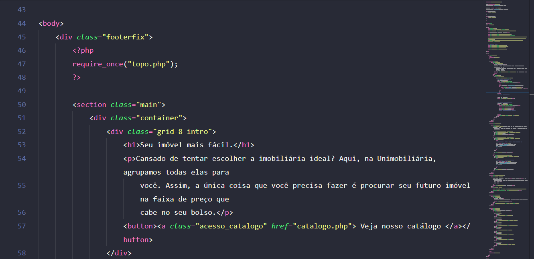 43
44 <body>
45 <div class="footerfix">
46 <?php
47 require_once("topo.php");
48 ?>
49
50 <section class="main">
51 <div class="container">
52 <div class="grid 8 intro">
53 <h1>Seu imóvel mais fácil.</h1>
54 <p>Cansado de tentar escolher a imobiliária ideal? Aqui, na Unimobiliária,
agrupamos todas elas para
55 você. Assim, a única coisa que você precisa fazer é procurar seu futuro imóvel
na faixa de preço que
56 cabe no seu bolso.</p>
57 <button><a class="acesso_catalogo" href="catalogo.php"> Veja nosso catálogo </a></
button>
58 </div>